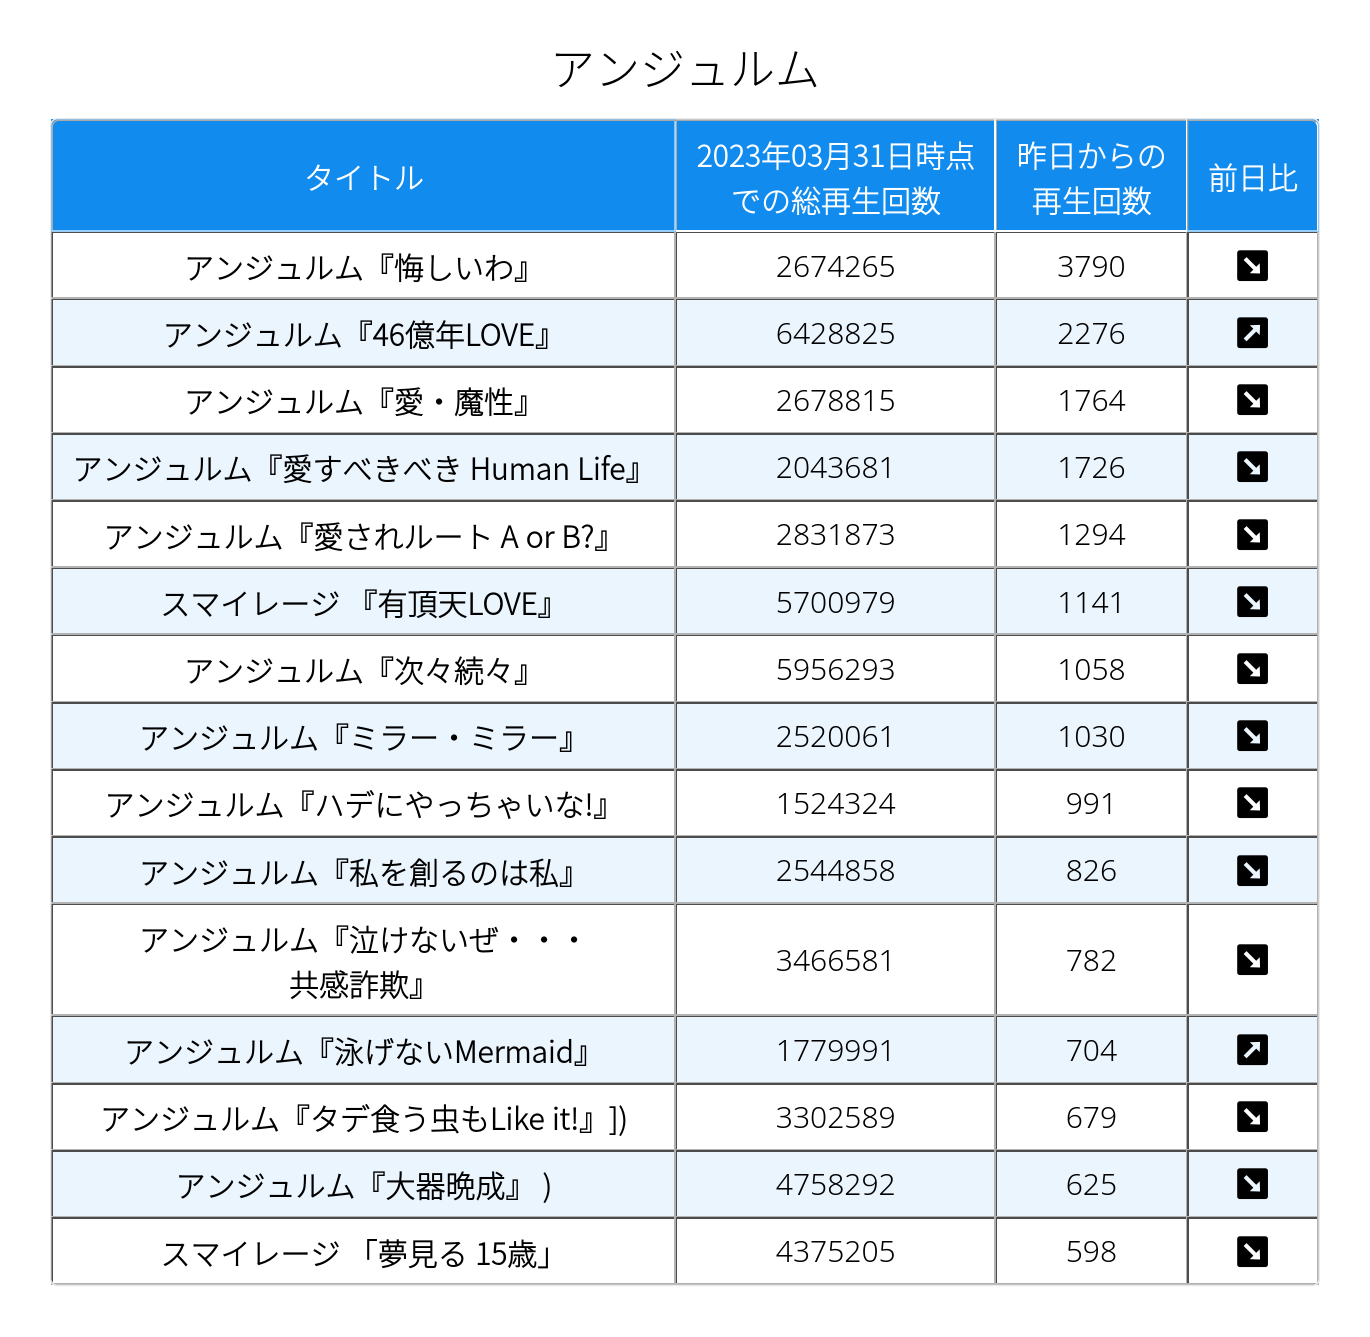 アンジュルム
タイトル
2023年03月31日時点
での総再生回数
昨日からの
再生回数
前日比
アンジュルム『悔しいわ』 2674265 3790
アンジュルム『46億年LOVE』 6428825 2276
アンジュルム『愛・魔性』 2678815 1764
アンジュルム『愛すべきべき Human Life』 2043681 1726
アンジュルム『愛されルート A or B?』 2831873 1294
スマイレージ 『有頂天LOVE』 5700979 1141
アンジュルム『次々続々』 5956293 1058
アンジュルム『ミラー・ミラー』 2520061 1030
アンジュルム『ハデにやっちゃいな!』 1524324 991
アンジュルム『私を創るのは私』 2544858 826
アンジュルム『泣けないぜ・・・
共感詐欺』 3466581 782
アンジュルム『泳げないMermaid』 1779991 704
アンジュルム『タデ食う虫もLike it!』]) 3302589 679
アンジュルム『大器晩成』 ) 4758292 625
スマイレージ 「夢見る 15歳」 4375205 598